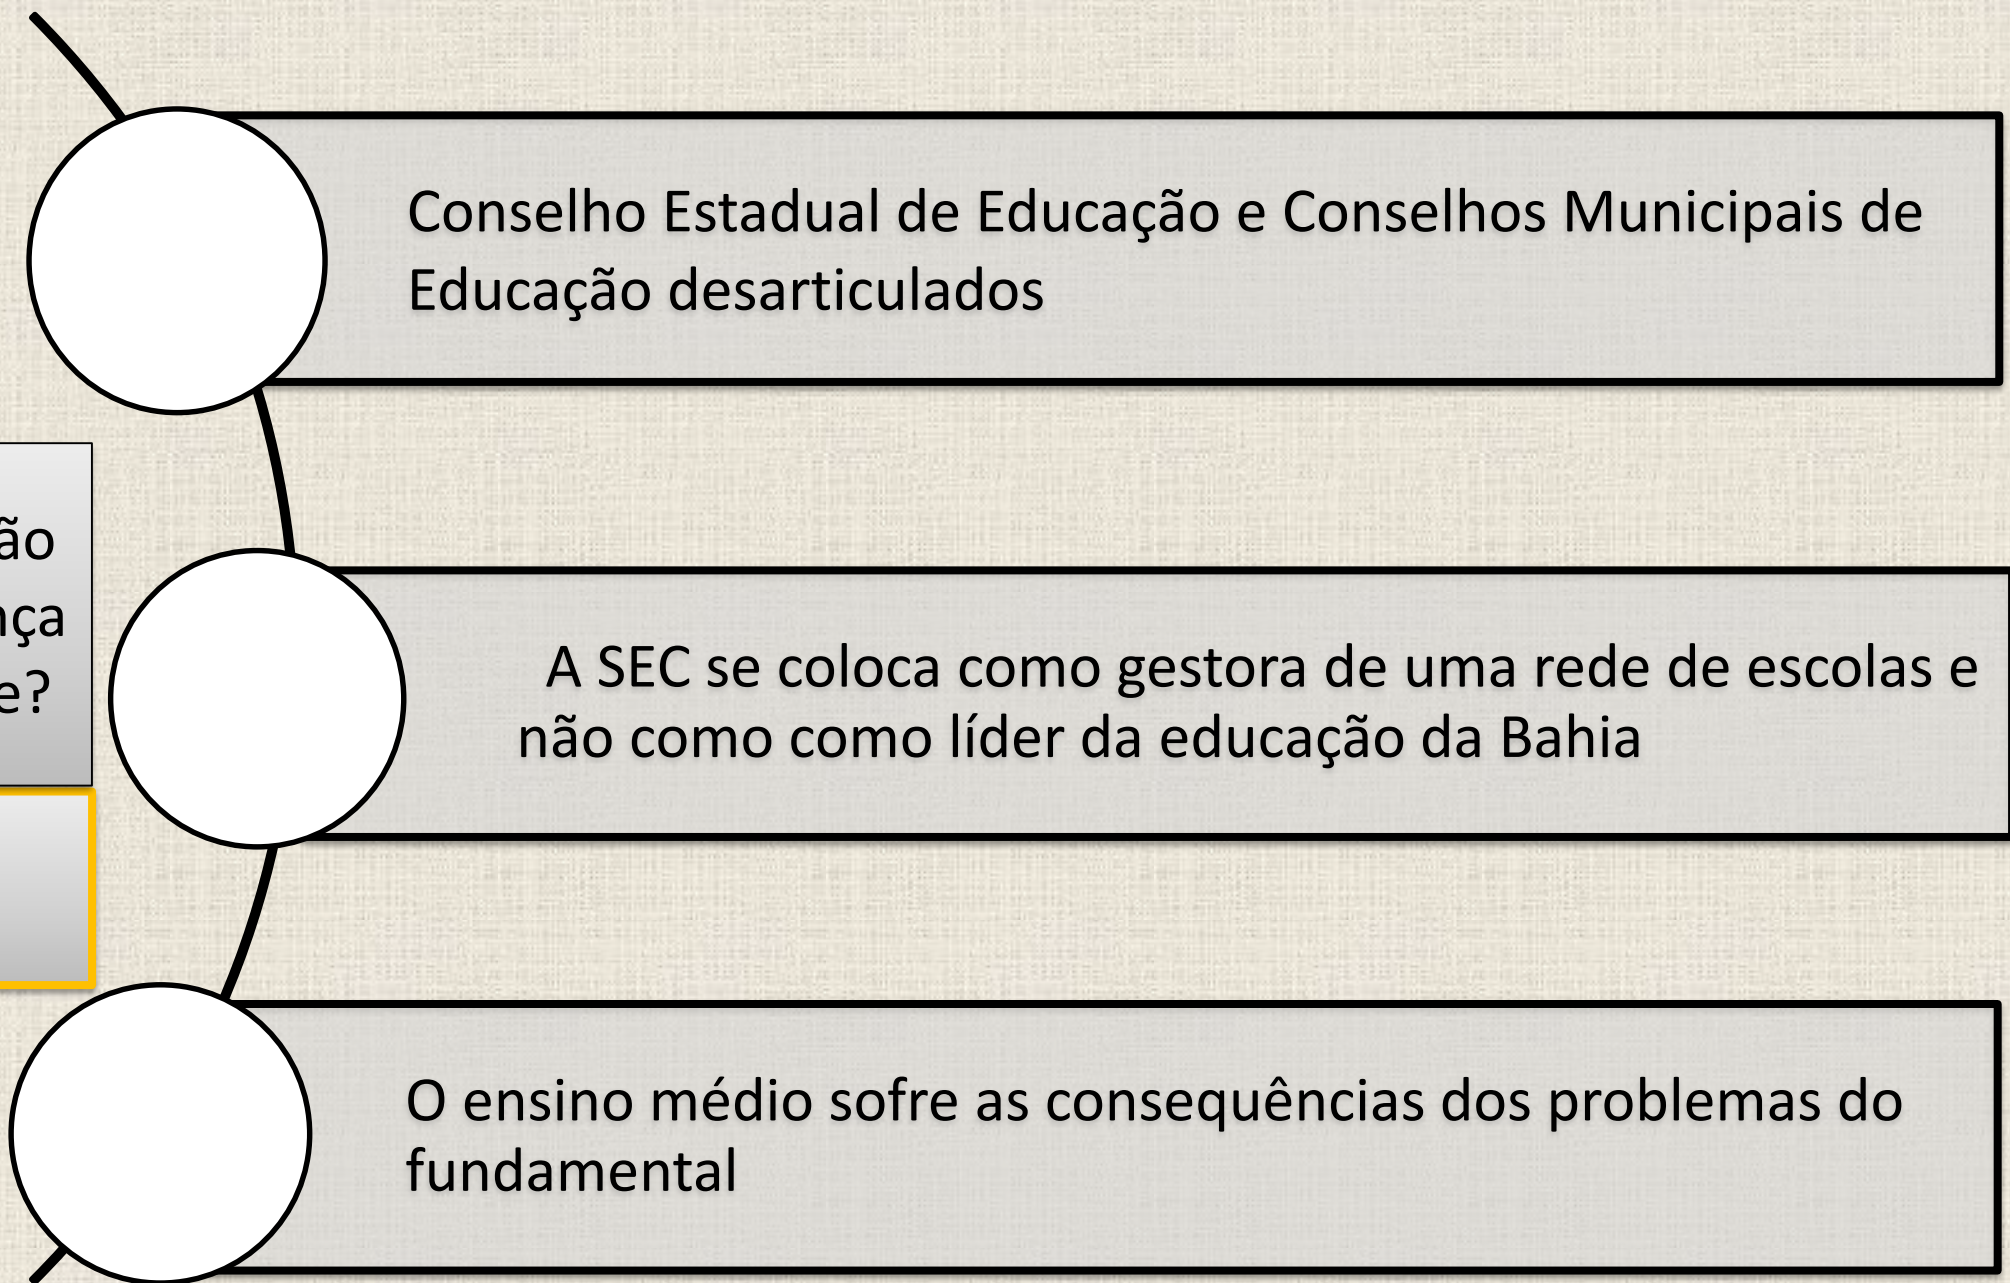 Conselho Estadual de Educação e Conselhos Municipais de
Educação desarticulados
e?
A SEC se coloca como gestora de uma rede de escolas e
não como como líder da educação da Bahia
O ensino médio sofre as consequências dos problemas do
fundamental